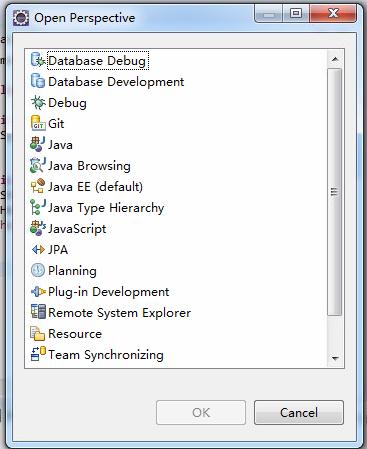 Open Perspective
Database Debug
Database Development
Debug
Git
Java
Java Browsing
Java EE (default)
Java Type Hierarchy
JavaScript
JPA
Planning
Plug-in Development
Remote System Explorer
Resource
Team Synchronizing
OK
Cancel